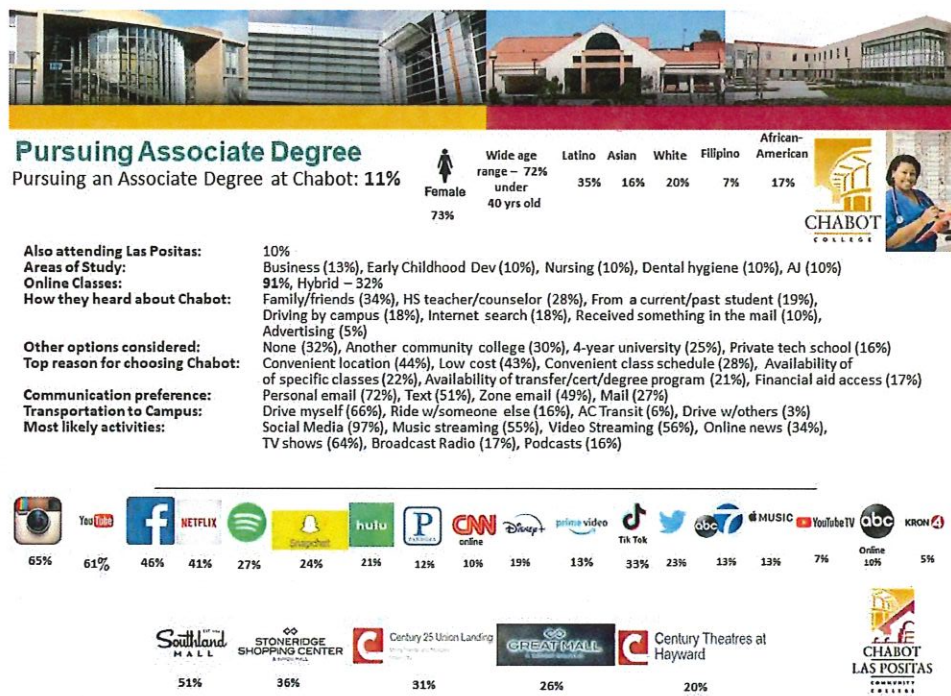 Pursuing Associate Degree
Pursuing an Associate Degree at Chabot: 11%
Female
73%
Wide age
range – 72%
under
40 yrs old
Latino
35%
Asian
16%
White
20%
Filipino
7%
African-
American
17%
CHABOT
COLLEGE
Also attending Las Positas: 10%
Areas of Study: Business (13%), Early Childhood Dev (10%), Nursing (10%), Dental hygiene (10%), AJ (10%)
Online Classes: 91%, Hybrid – 32%
How they heard about Chabot: Family/friends (34%), HS teacher/counselor (28%), From a current/past student (19%),
Driving by campus (18%), Internet search (18%), Received something in the mail (10%),
Advertising (5%)
Other options considered: None (32%), Another community college (30%), 4-year university (25%), Private tech school (16%)
Top reason for choosing Chabot: Convenient location (44%), Low cost (43%), Convenient class schedule (28%), Availability of
of specific classes (22%), Availability of transfer/cert/degree program (21%), Financial aid access (17%)
Communication preference: Personal email (72%), Text (51%), Zone email (49%), Mail (27%)
Transportation to Campus: Drive myself (66%), Ride w/someone else (16%), AC Transit (6%), Drive w/others (3%)
Most likely activities: Social Media (97%), Music streaming (55%), Video Streaming (56%), Online news (34%),
TV shows (64%), Broadcast Radio (17%), Podcasts (16%)
65%
YouTube
61%
46%
NETFLIX
41%
27%
Snapchat
24%
hulu
21%
P
PANDORA
12%
CNN
online
10%
Disney+
19%
prime video
13%
Tik Tok
33%
23%
abc 7
13%
MUSIC
13%
YouTube TV
7%
abc
Online
10%
KRON 4
5%
Southland
MALL
51%
STONERIDGE
SHOPPING CENTER
36%
Century 25 Union Landing
31%
GREAT MALL
26%
Century Theatres at
Hayward
20%
CHABOT
LAS POSITAS
COMMUNITY
COLLEGE